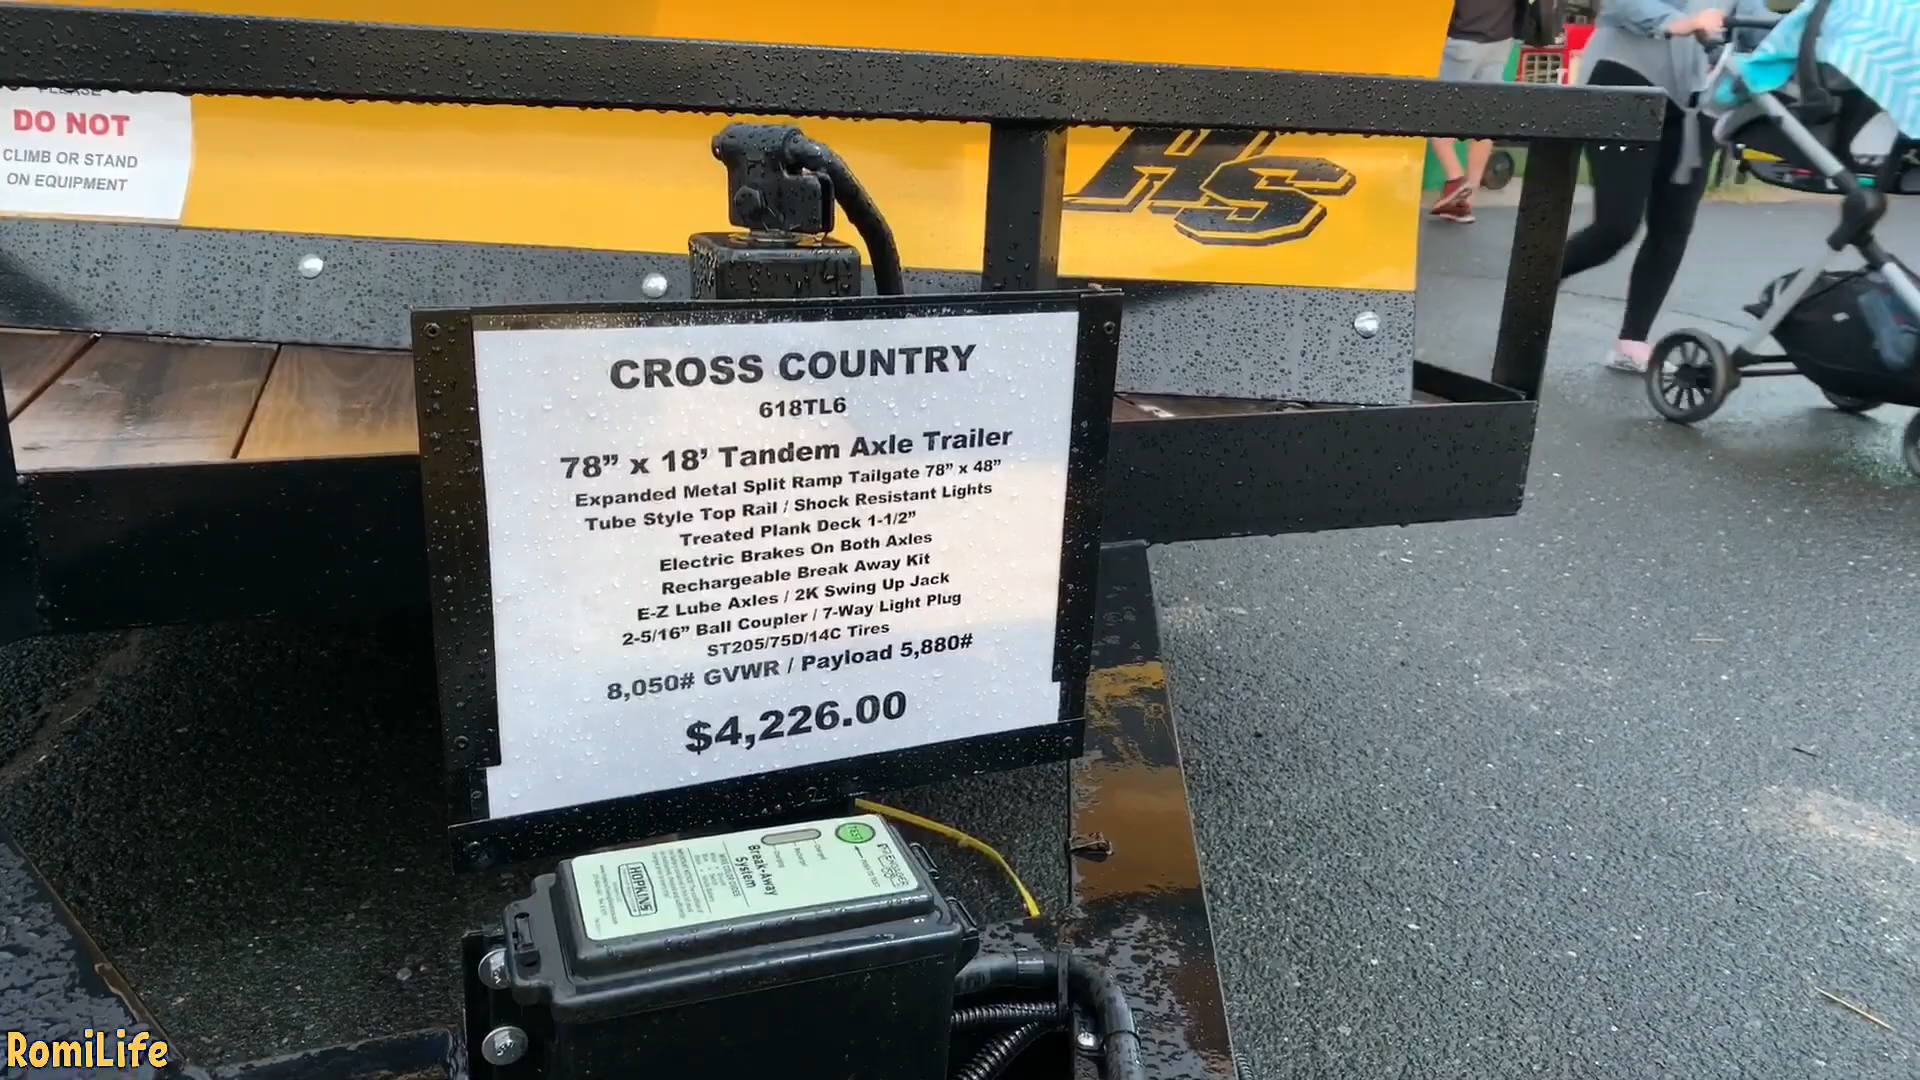 PLEASE
DO NOT
CLIMB OR STAND
ON EQUIPMENT
HS
CROSS COUNTRY
618TL6
78” x 18’ Tandem Axle Trailer
Expanded Metal Split Ramp Tailgate 78” x 48”
Tube Style Top Rail / Shock Resistant Lights
Treated Plank Deck 1-1/2”
Electric Brakes On Both Axles
Rechargeable Break Away Kit
E-Z Lube Axles / 2K Swing Up Jack
2-5/16” Ball Coupler / 7-Way Light Plug
ST205/75D/14C Tires
8,050# GVWR / Payload 5,880#
$4,226.00
TEST
Break-Away
System
HOPKINS
RomiLife